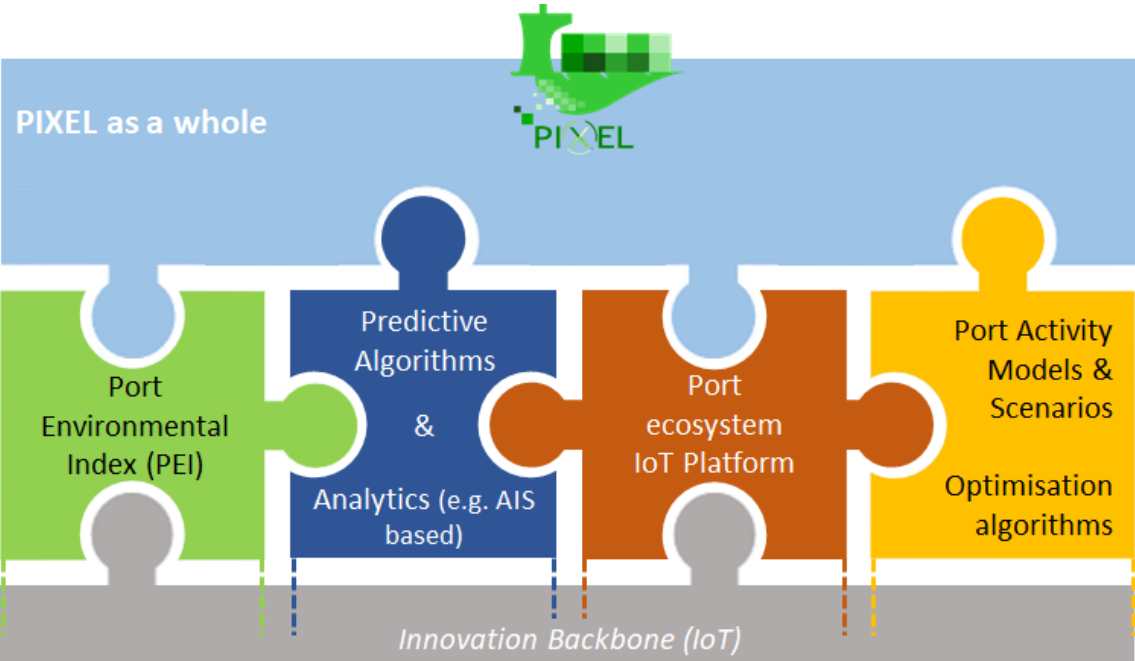 PIXEL
PIXEL as a whole
Port
Environmental
Index (PEI)
Predictive
Algorithms
&
Analytics (e.g. AIS
based)
Port
ecosystem
IoT Platform
Port Activity
Models &
Scenarios
Optimisation
algorithms
Innovation Backbone (IoT)